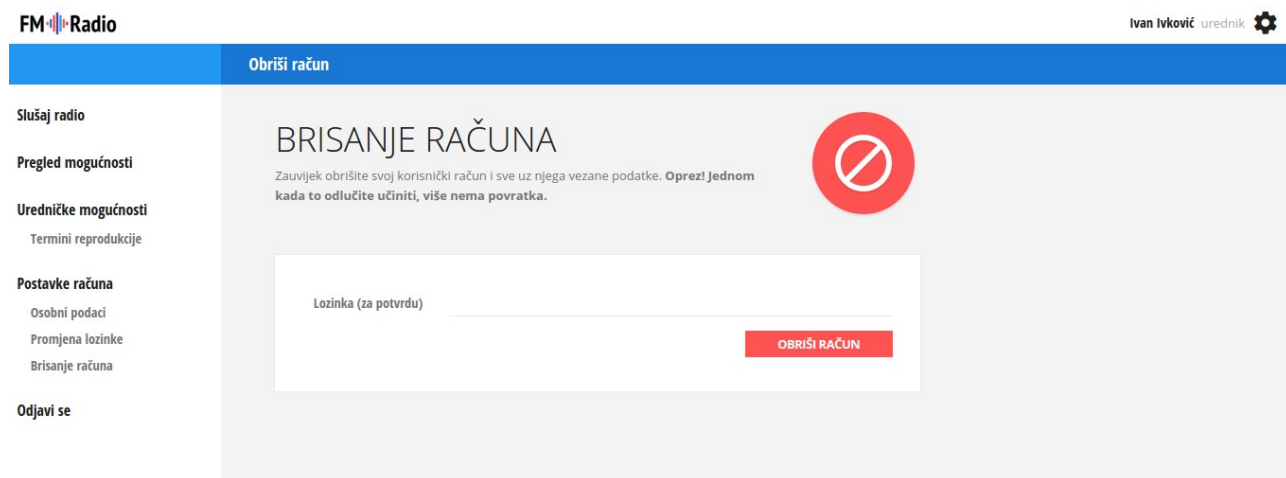 FM Radio
Ivan Ivković urednik
Obriši račun
Slušaj radio
Pregled mogućnosti
Uredničke mogućnosti
Termini reprodukcije
Postavke računa
Osobni podaci
Promjena lozinke
Brisanje računa
Odjavi se
BRISANJE RAČUNA
Zauvijek obrišite svoj korisnički račun i sve uz njega vezane podatke. Oprez! Jednom
kada to odlučite učiniti, više nema povratka.
Lozinka (za potvrdu)
OBRIŠI RAČUN